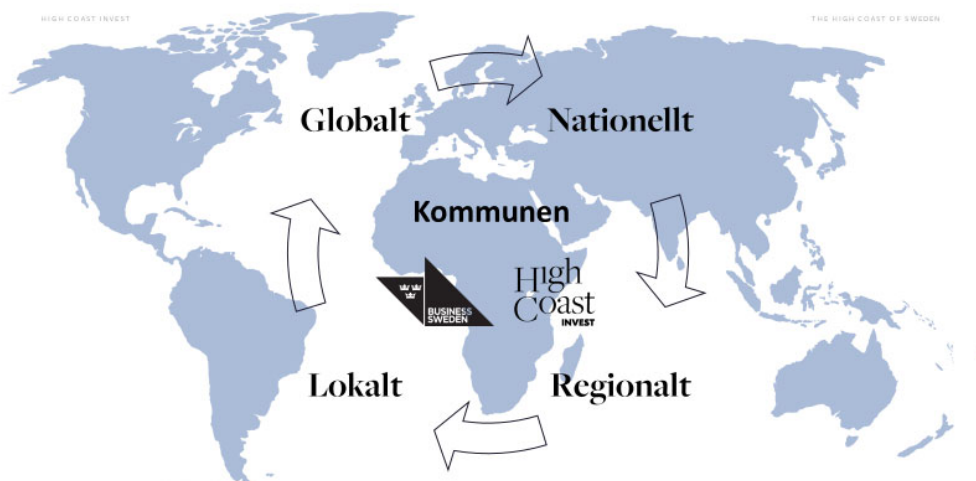 HIGH COAST INVEST
THE HIGH COAST OF SWEDEN
Globalt
Nationellt
Kommunen
BUSINESS
SWEDEN
High
Coast
INVEST
Lokalt
Regionalt